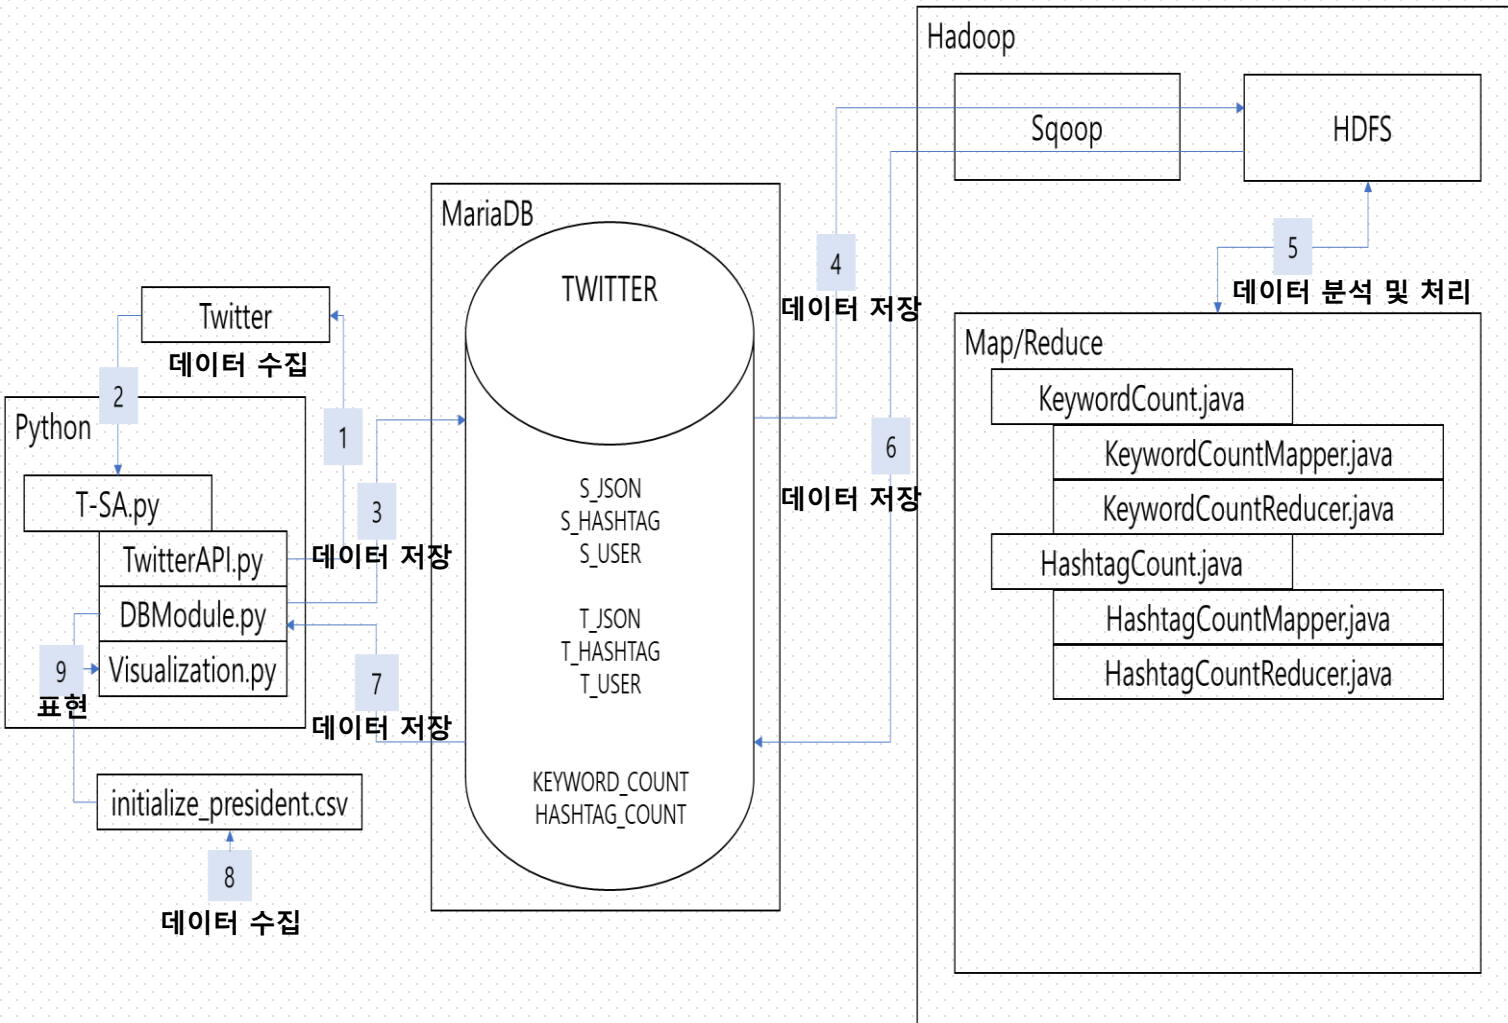 Hadoop
Sqoop
HDFS
MariaDB
TWITTER
4
데이터 저장
5
데이터 분석 및 처리
Twitter
데이터 수집
Map/Reduce
KeywordCount.java
KeywordCountMapper.java
KeywordCountReducer.java
HashtagCount.java
HashtagCountMapper.java
HashtagCountReducer.java
2
1
Python
6
데이터 저장
T-SA.py
3
데이터 저장
TwitterAPI.py
DBModule.py
Visualization.py
S_JSON
S_HASHTAG
S_USER
T_JSON
T_HASHTAG
T_USER
9
표현
7
데이터 저장
KEYWORD_COUNT
HASHTAG_COUNT
initialize_president.csv
8
데이터 수집